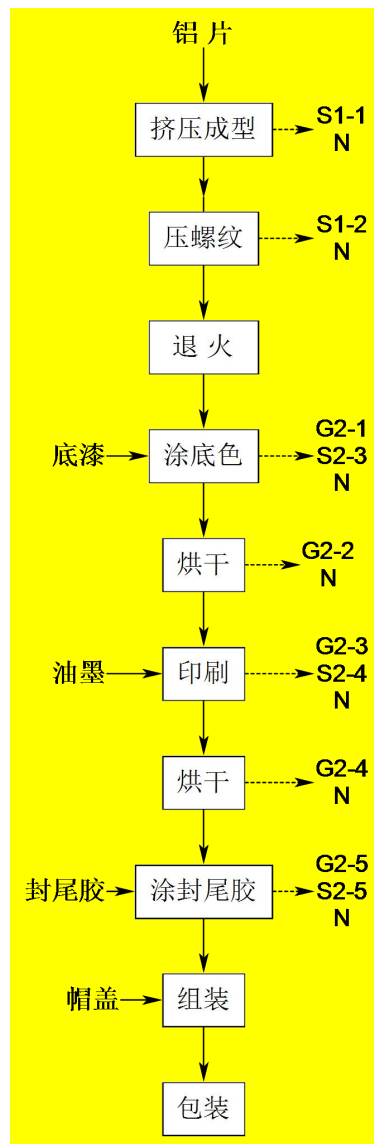 铝 片
挤压成型
S1-1
N
压螺纹
S1-2
N
退 火
底漆
涂底色
G2-1
S2-3
N
烘干
G2-2
N
油墨
印刷
G2-3
S2-4
N
烘干
G2-4
N
封尾胶
涂封尾胶
G2-5
S2-5
N
帽盖
组装
包装